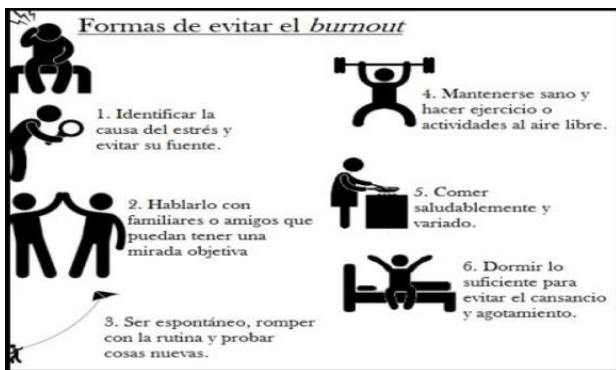 Formas de evitar el burnout
1. Identificar la
causa del estrés y
evitar su fuente.
2. Hablarlo con
familiares o amigos que
puedan tener una
mirada objetiva
3. Ser espontáneo, romper
con la rutina y probar
cosas nuevas.
4. Mantenerse sano y
hacer ejercicio o
actividades al aire libre.
5. Comer
saludablemente y
variado.
6. Dormir lo
suficiente para
evitar el cansancio
y agotamiento.